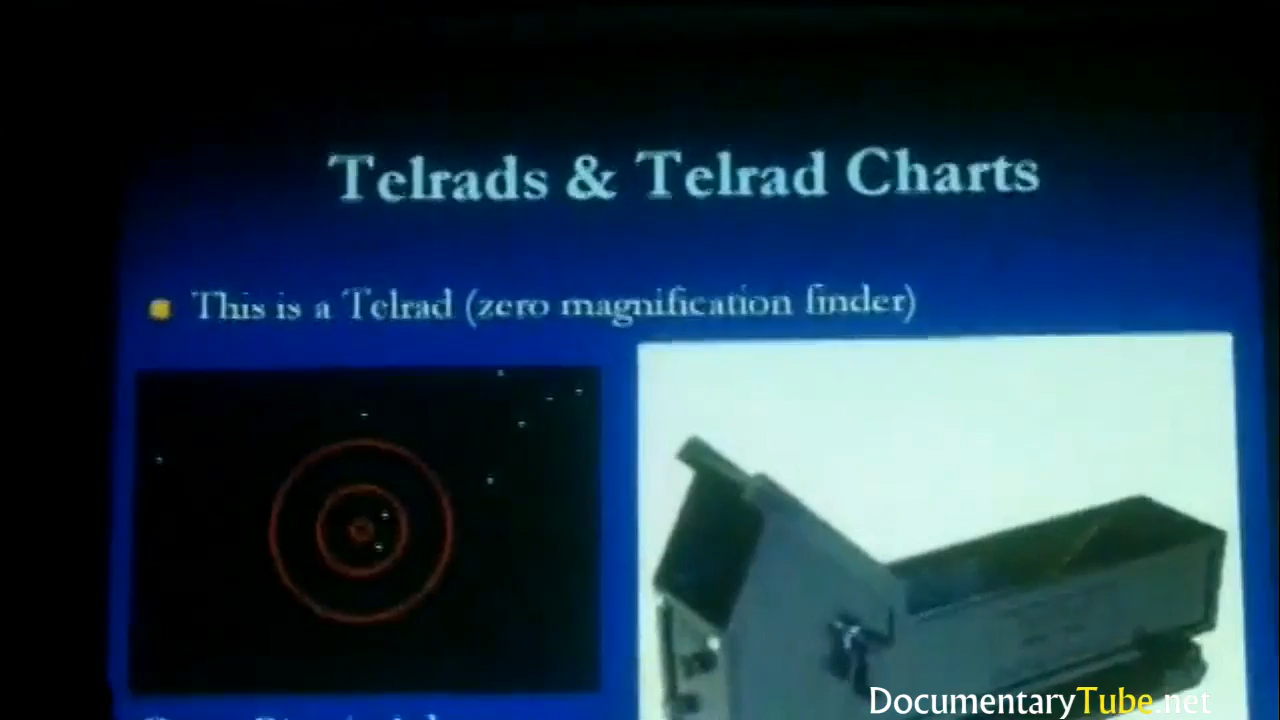 Telrads & Telrad Charts
This is a Telrad (zero magnification finder)
DocumentaryTube.net